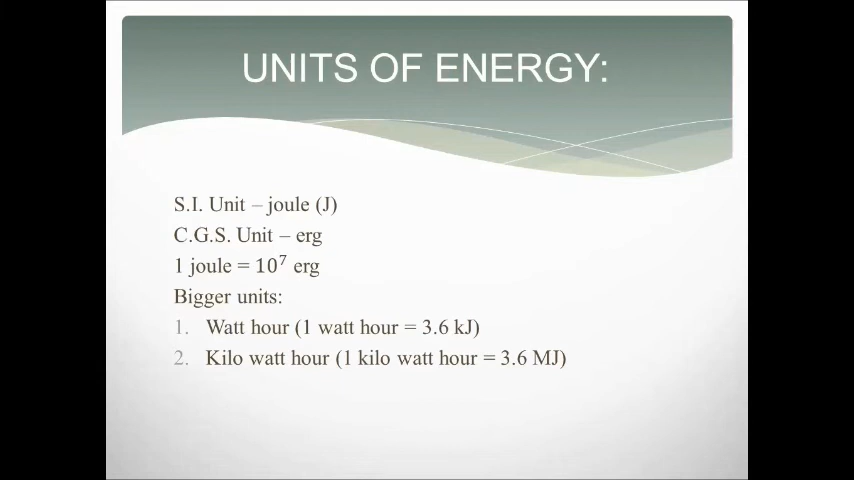 UNITS OF ENERGY:
S.I. Unit – joule (J)
C.G.S. Unit – erg
1 joule = 10⁷ erg
Bigger units:
1. Watt hour (1 watt hour = 3.6 kJ)
2. Kilo watt hour (1 kilo watt hour = 3.6 MJ)